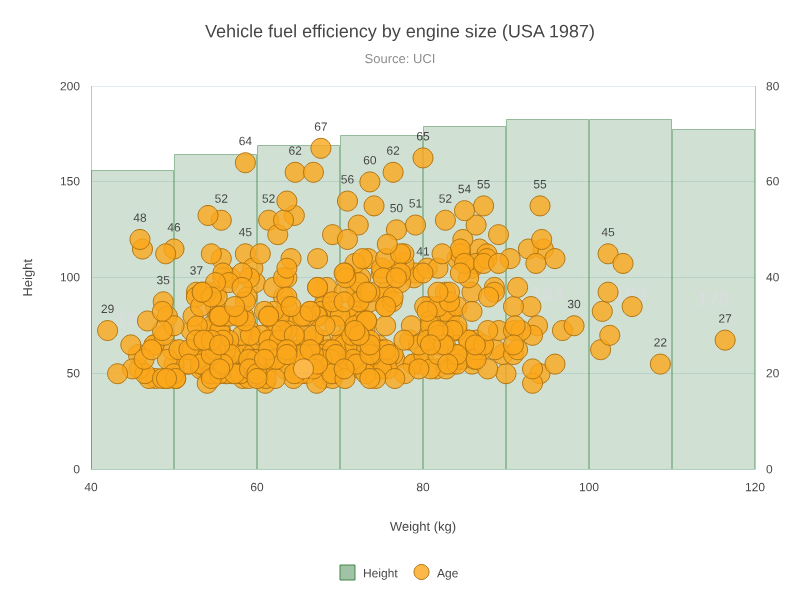 Vehicle fuel efficiency by engine size (USA 1987)
Source: UCI
200 80
67
64 65
62 62
60
150 56 60
52 52 52 54 55 55
50 51
48 46 45 45
41
37
100 35 40
29 30 27
22
50 20
0 0
40 60 80 100 120
Height
Weight (kg)
Height Age